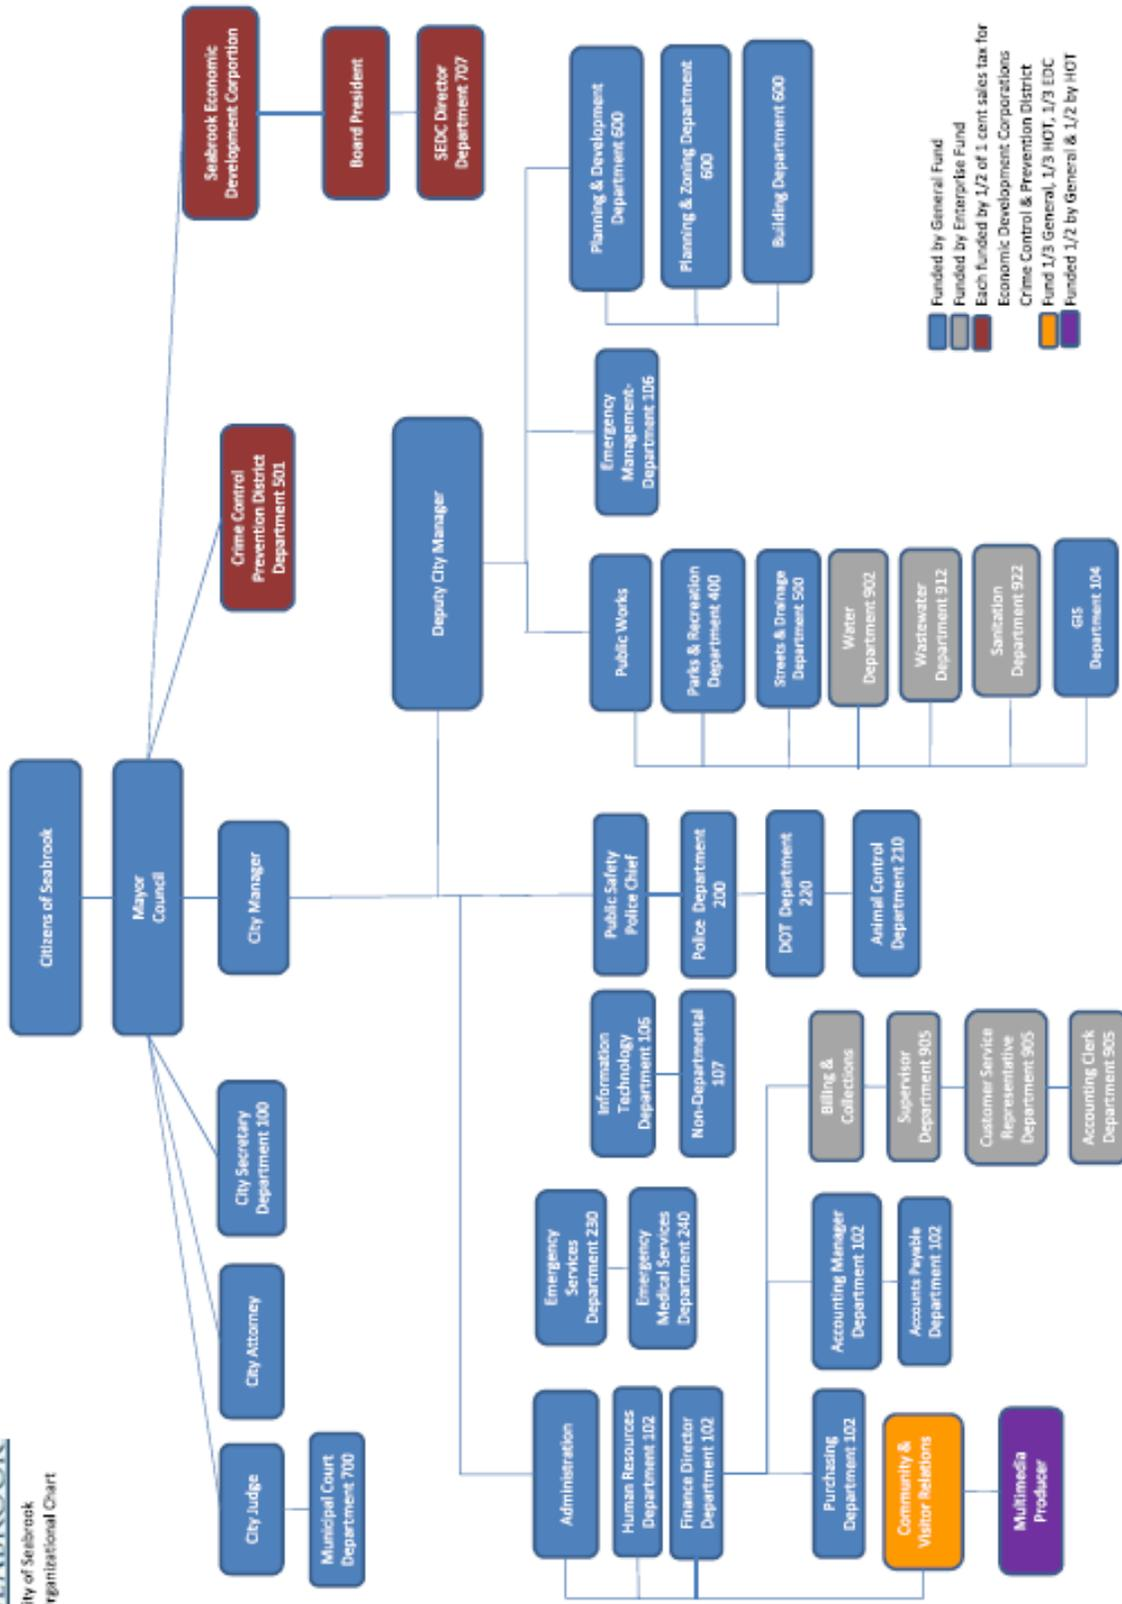 ity of Seabrook
rganizational Chart
Citizens of Seabrook
Mayor
Council
City Manager
City Judge
Municipal Court
Department 700
City Attorney
City Secretary
Department 100
Crime Control
Prevention District
Department 501
Seabrook Economic
Development Corportion
Board President
SEDC Director
Department 707
Deputy City Manager
Administration
Human Resources
Department 102
Finance Director
Department 102
Purchasing
Department 102
Community &
Visitor Relations
Multimedia
Producer
Emergency
Services
Department 230
Emergency
Medical Services
Department 240
Accounting Manager
Department 102
Accounts Payable
Department 102
Information
Technology
Department 106
Non-Departmental
107
Billing &
Collections
Supervisor
Department 905
Customer Service
Representative
Department 905
Accounting Clerk
Department 905
Public Safety
Police Chief
Police Department
200
DOT Department
220
Animal Control
Department 210
Public Works
Parks & Recreation
Department 400
Streets & Drainage
Department 500
Water
Department 902
Wastewater
Department 912
Sanitation
Department 922
GIS
Department 104
Emergency
Management-
Department 106
Planning & Development
Department 600
Planning & Zoning Department
600
Building Department 600
Funded by General Fund
Funded by Enterprise Fund
Each funded by 1/2 of 1 cent sales tax for
Economic Development Corporations
Crime Control & Prevention District
Fund 1/3 General, 1/3 HOT, 1/3 EDC
Funded 1/2 by General & 1/2 by HOT